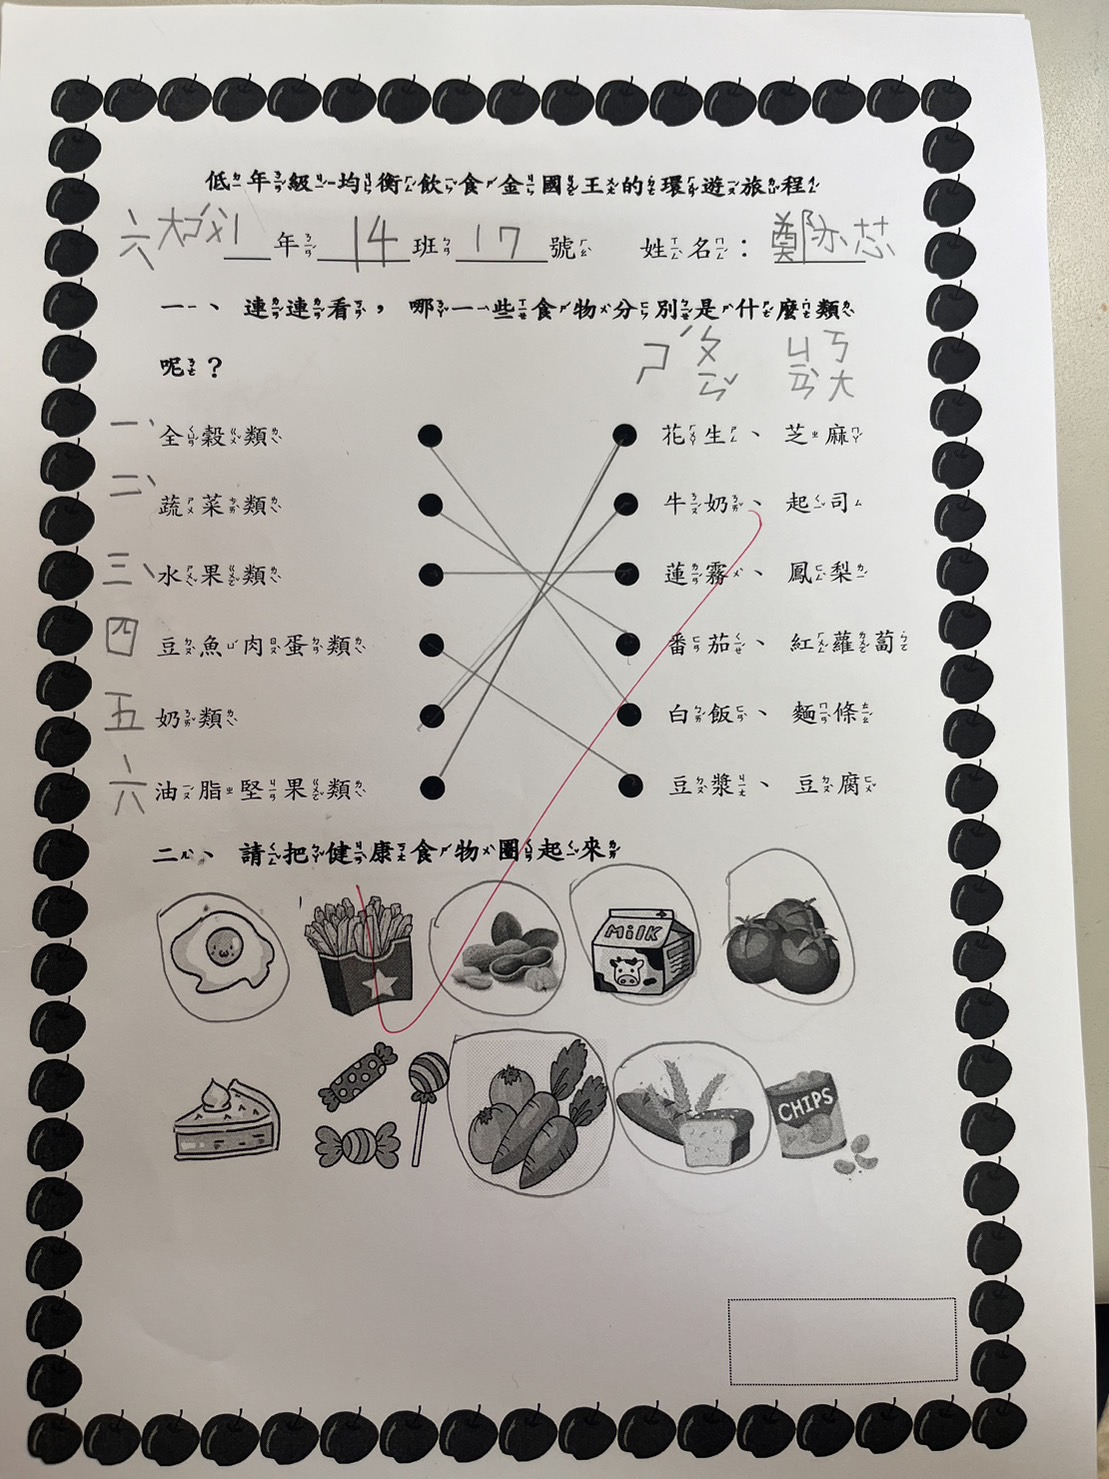 低年級-均衡飲食金國王的環遊旅程
六 年 14 班 17 號 姓名：鄭
一、連連看，哪一些食物分別是什麼類
呢？
一、全穀類 花生、芝麻
二、蔬菜類 牛奶、起司
三、水果類 蓮霧、鳳梨
四 豆魚肉蛋類 番茄、紅蘿蔔
五 奶類 白飯、麵條
六 油脂堅果類 豆漿、豆腐
二、請把健康食物圈起來
MiLK
CHIPS